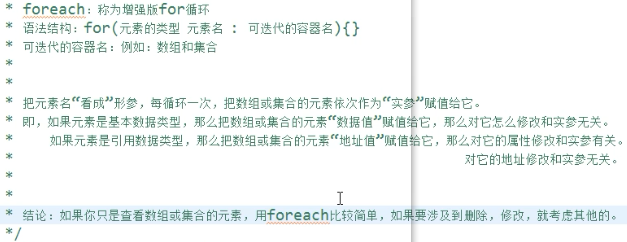 * foreach：称为增强版for循环
* 语法结构：for(元素的类型 元素名 : 可迭代的容器名){}
* 可迭代的容器名：例如：数组和集合
*
*
* 把元素名“看成”形参，每循环一次，把数组或集合的元素依次作为“实参”赋值给它。
* 即，如果元素是基本数据类型，那么把数组或集合的元素“数据值”赋值给它，那么对它怎么修改和实参无关。
* 如果元素是引用数据类型，那么把数组或集合的元素“地址值”赋值给它，那么对它的属性修改和实参有关。
* 对它的地址修改和实参无关。
*
*
* 结论：如果你只是查看数组或集合的元素，用foreach比较简单，如果要涉及到删除，修改，就考虑其他的。
*/